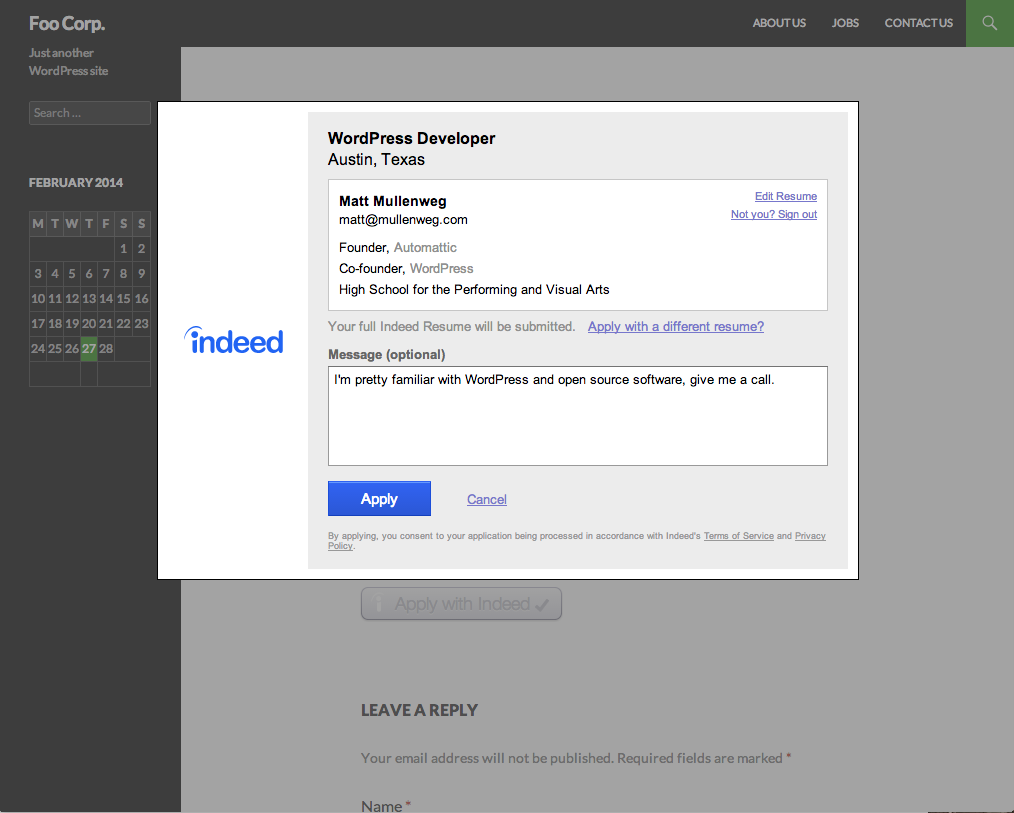 Foo Corp.
Just another
WordPress site
ABOUT US JOBS CONTACT US
Search ...
FEBRUARY 2014
M T W T F S S
1 2
3 4 5 6 7 8 9
10 11 12 13 14 15 16
17 18 19 20 21 22 23
24 25 26 27 28
indeed
WordPress Developer
Austin, Texas
Matt Mullenweg
matt@mullenweg.com
Edit Resume
Not you? Sign out
Founder, Automattic
Co-founder, WordPress
High School for the Performing and Visual Arts
Your full Indeed Resume will be submitted. Apply with a different resume?
Message (optional)
I'm pretty familiar with WordPress and open source software, give me a call.
Apply Cancel
By applying, you consent to your application being processed in accordance with Indeed's Terms of Service and Privacy
Policy.
Apply with Indeed ✔
LEAVE A REPLY
Your email address will not be published. Required fields are marked *
Name *